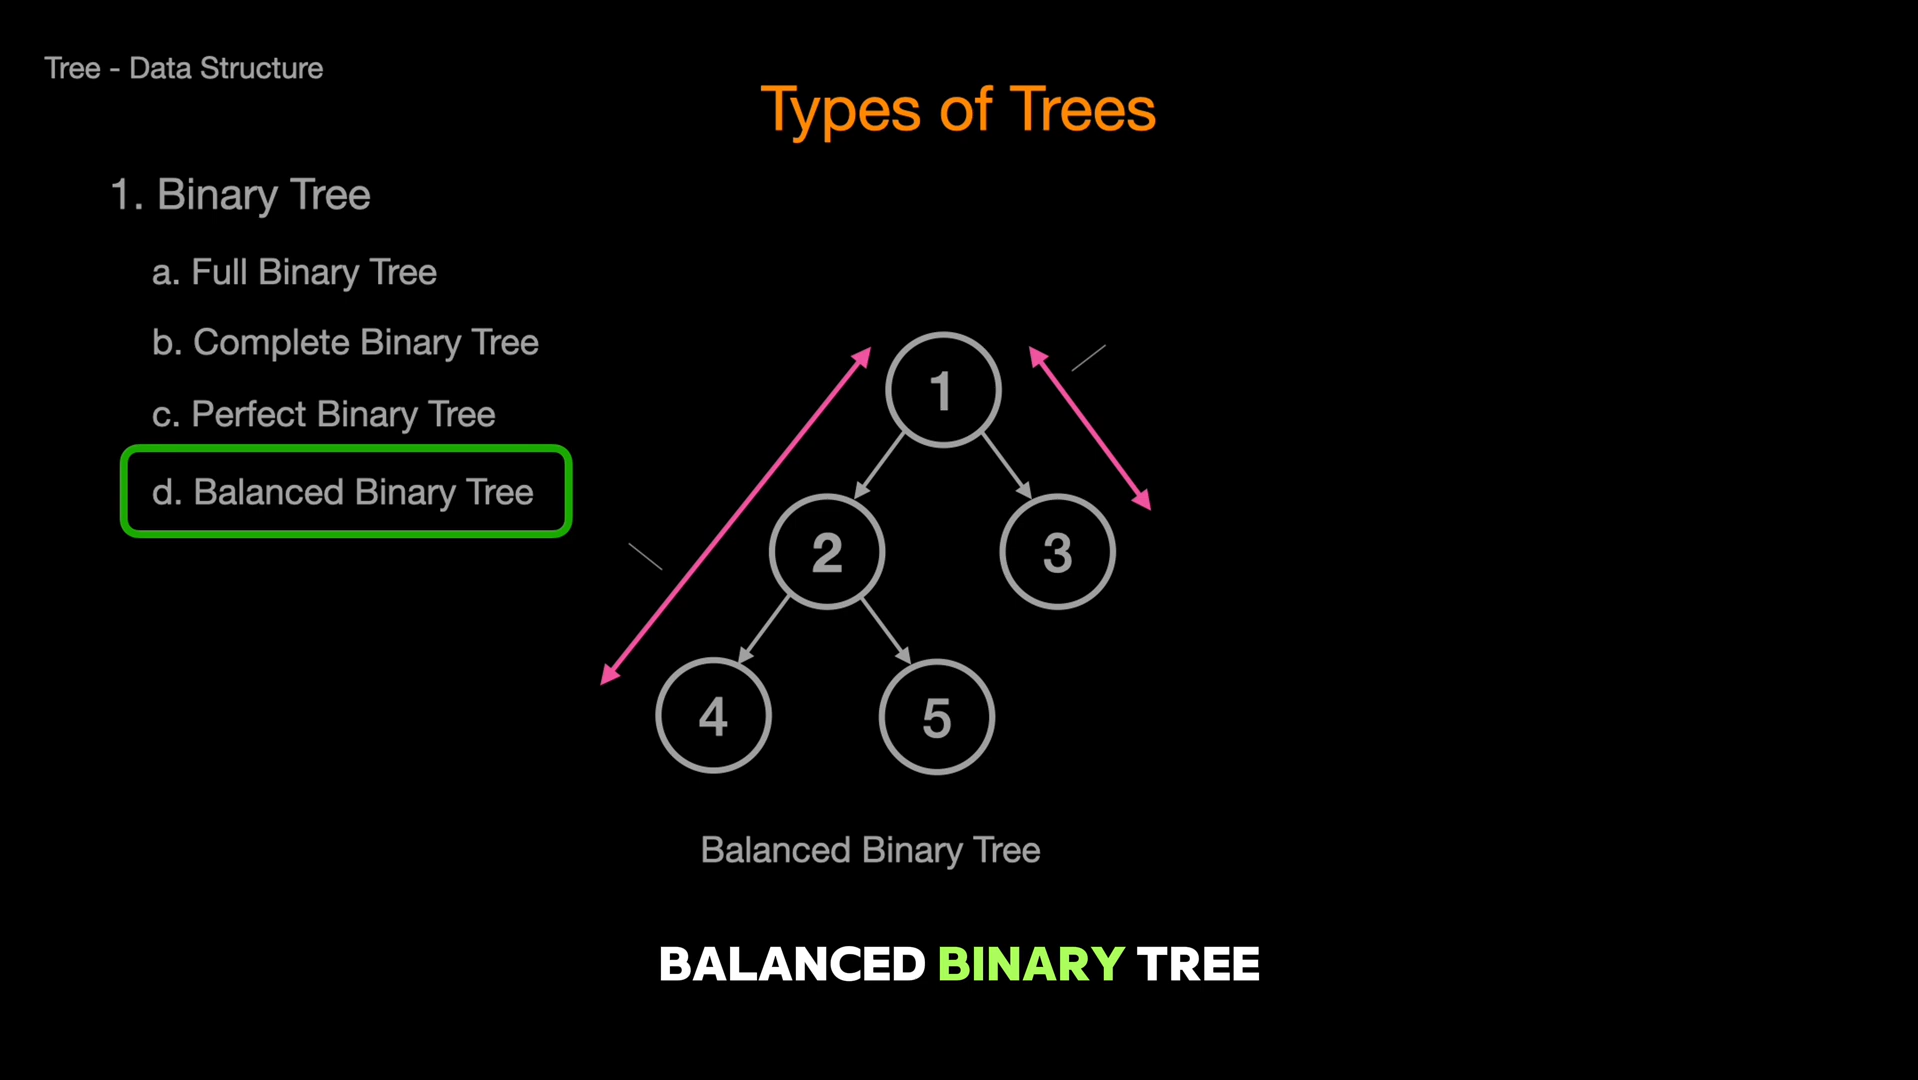 Tree - Data Structure
Types of Trees
1. Binary Tree
a. Full Binary Tree
b. Complete Binary Tree
c. Perfect Binary Tree
d. Balanced Binary Tree
1
2
3
4
5
Balanced Binary Tree
BALANCED BINARY TREE